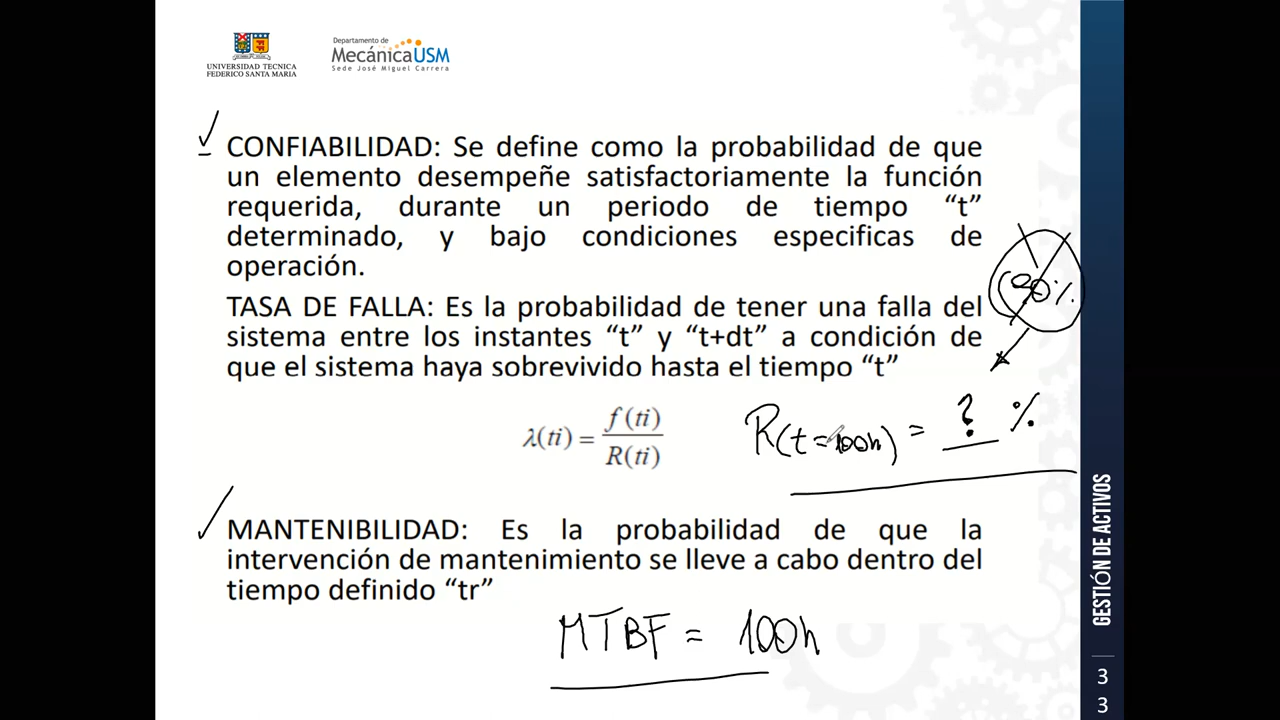 UNIVERSIDAD TECNICA
FEDERICO SANTA MARIA
Departamento de
MecánicaUSM
Sede José Miguel Carrera
CONFIABILIDAD: Se define como la probabilidad de que
un elemento desempeñe satisfactoriamente la función
requerida, durante un periodo de tiempo “t”
determinado, y bajo condiciones especificas de
operación.
TASA DE FALLA: Es la probabilidad de tener una falla del
sistema entre los instantes “t” y “t+dt” a condición de
que el sistema haya sobrevivido hasta el tiempo “t”
λ(ti) = f(ti) / R(ti)
R(t=100h) = ? %
MANTENIBILIDAD: Es la probabilidad de que la
intervención de mantenimiento se lleve a cabo dentro del
tiempo definido “tr”
MTBF = 100h
GESTIÓN DE ACTIVOS
3
3